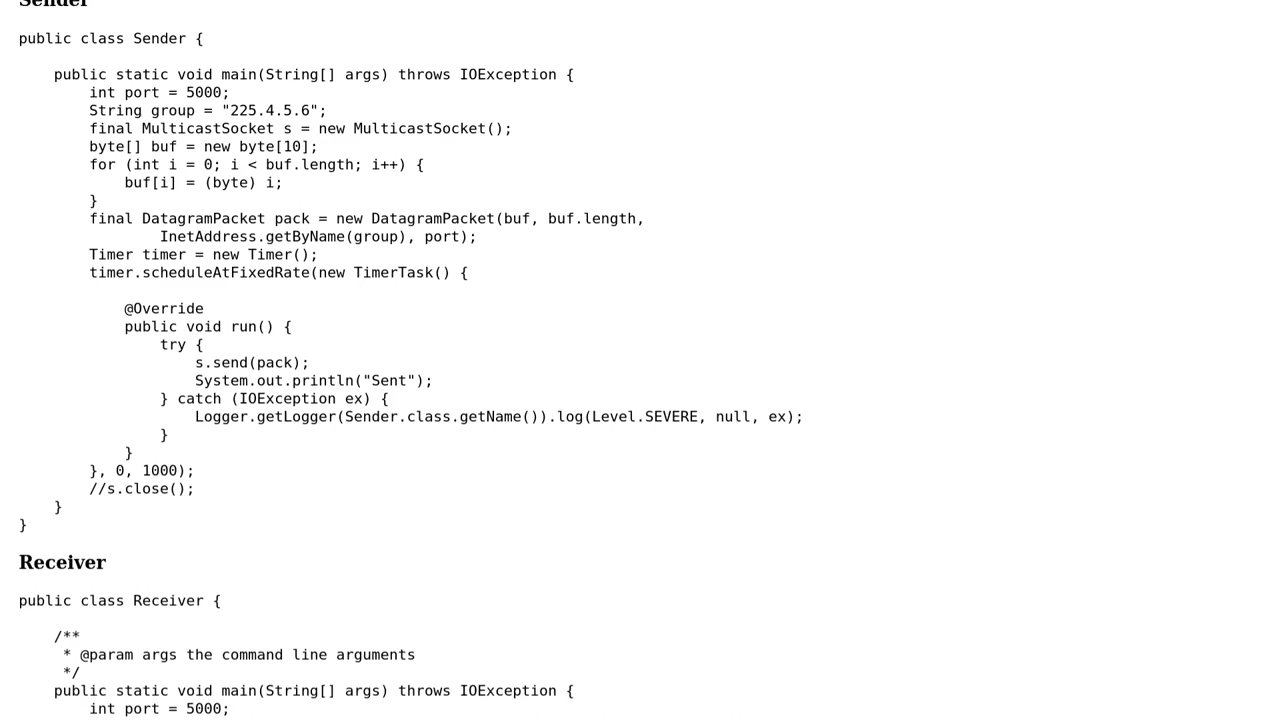 Sender
public class Sender {
    public static void main(String[] args) throws IOException {
        int port = 5000;
        String group = "225.4.5.6";
        final MulticastSocket s = new MulticastSocket();
        byte[] buf = new byte[10];
        for (int i = 0; i < buf.length; i++) {
            buf[i] = (byte) i;
        }
        final DatagramPacket pack = new DatagramPacket(buf, buf.length,
                InetAddress.getByName(group), port);
        Timer timer = new Timer();
        timer.scheduleAtFixedRate(new TimerTask() {
            @Override
            public void run() {
                try {
                    s.send(pack);
                    System.out.println("Sent");
                } catch (IOException ex) {
                    Logger.getLogger(Sender.class.getName()).log(Level.SEVERE, null, ex);
                }
            }
        }, 0, 1000);
        //s.close();
    }
}
Receiver
public class Receiver {
    /**
     * @param args the command line arguments
     */
    public static void main(String[] args) throws IOException {
        int port = 5000;